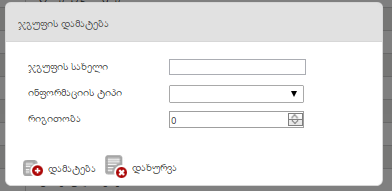 ჯგუფის დამატება
ჯგუფის სახელი
ინფორმაციის ტიპი
რიგითობა 0
დამატება დახურვა